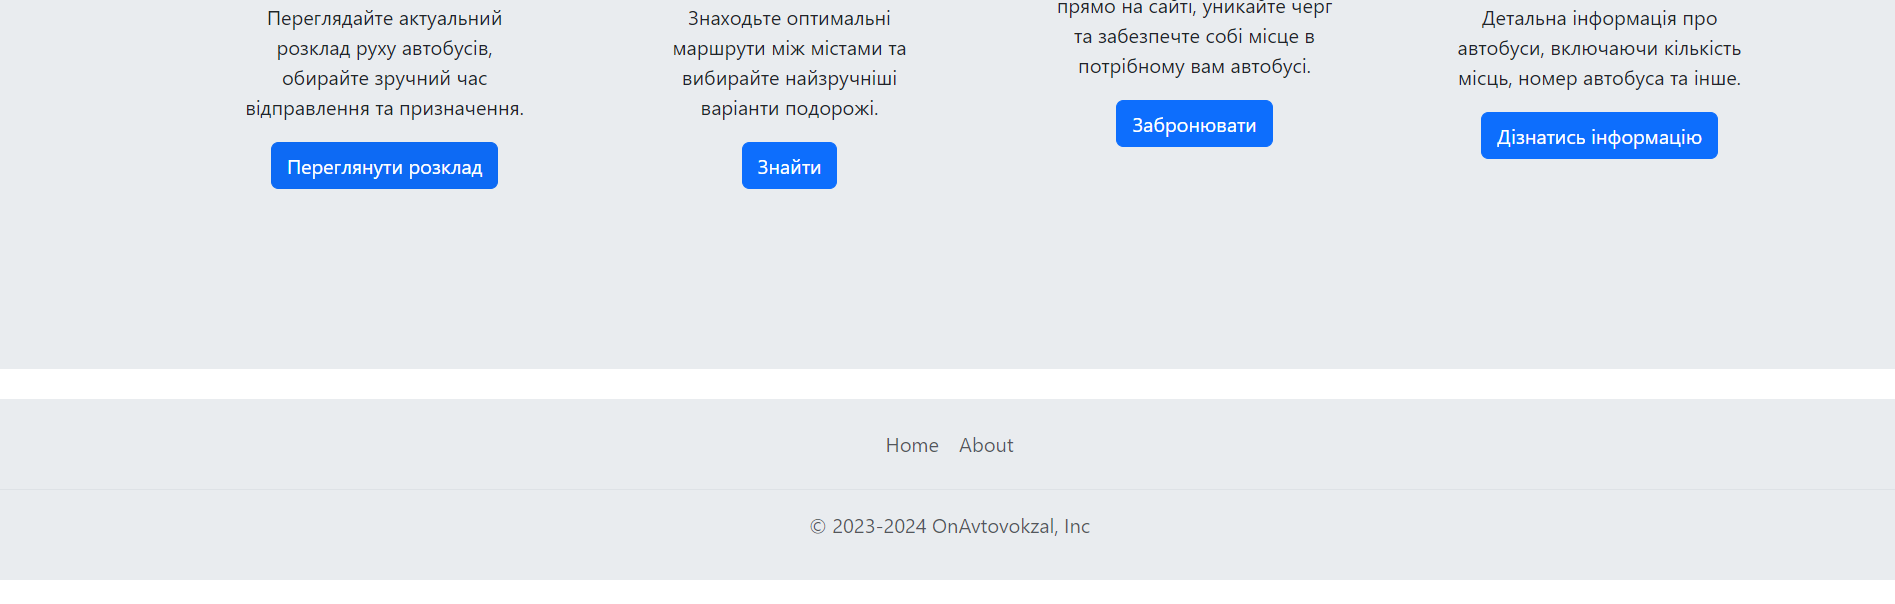 Переглядайте актуальний
розклад руху автобусів,
обирайте зручний час
відправлення та призначення.
Переглянути розклад
Знаходьте оптимальні
маршрути між містами та
вибирайте найзручніші
варіанти подорожі.
Знайти
прямо на сайті, уникайте черг
та забезпечте собі місце в
потрібному вам автобусі.
Забронювати
Детальна інформація про
автобуси, включаючи кількість
місць, номер автобуса та інше.
Дізнатись інформацію
Home About
© 2023-2024 OnAvtovokzal, Inc